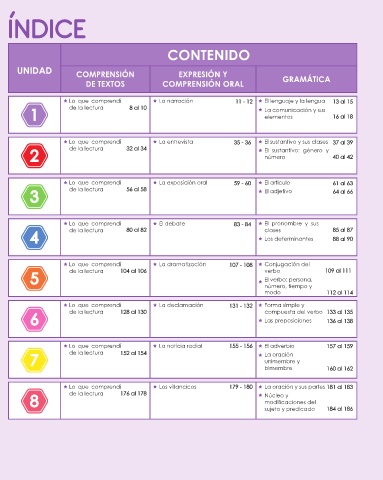 ÍNDICE
UNIDAD
CONTENIDO
COMPRENSIÓN
DE TEXTOS
EXPRESIÓN Y
COMPRENSIÓN ORAL
GRAMÁTICA
1
★ Lo que comprendí
de la lectura 8 al 10
★ La narración 11 - 12
★ El lenguaje y la lengua 13 al 15
★ La comunicación y sus
elementos 16 al 18
2
★ Lo que comprendí
de la lectura 32 al 34
★ La entrevista 35 - 36
★ El sustantivo y sus clases 37 al 39
★ El sustantivo: género y
número 40 al 42
3
★ Lo que comprendí
de la lectura 56 al 58
★ La exposición oral 59 - 60
★ El artículo 61 al 63
★ El adjetivo 64 al 66
4
★ Lo que comprendí
de la lectura 80 al 82
★ El debate 83 - 84
★ El pronombre y sus
clases 85 al 87
★ Los determinantes 88 al 90
5
★ Lo que comprendí
de la lectura 104 al 106
★ La dramatización 107 - 108
★ Conjugación del
verbo 109 al 111
★ El verbo: persona,
número, tiempo y
modo 112 al 114
6
★ Lo que comprendí
de la lectura 128 al 130
★ La declamación 131 - 132
★ Forma simple y
compuesta del verbo 133 al 135
★ Las preposiciones 136 al 138
7
★ Lo que comprendí
de la lectura 152 al 154
★ La noticia radial 155 - 156
★ El adverbio 157 al 159
★ La oración
unimembre y
bimembre 160 al 162
8
★ Lo que comprendí
de la lectura 176 al 178
★ Los villancicos 179 - 180
★ La oración y sus partes 181 al 183
★ Núcleo y
modificaciones del
sujeto y predicado 184 al 186